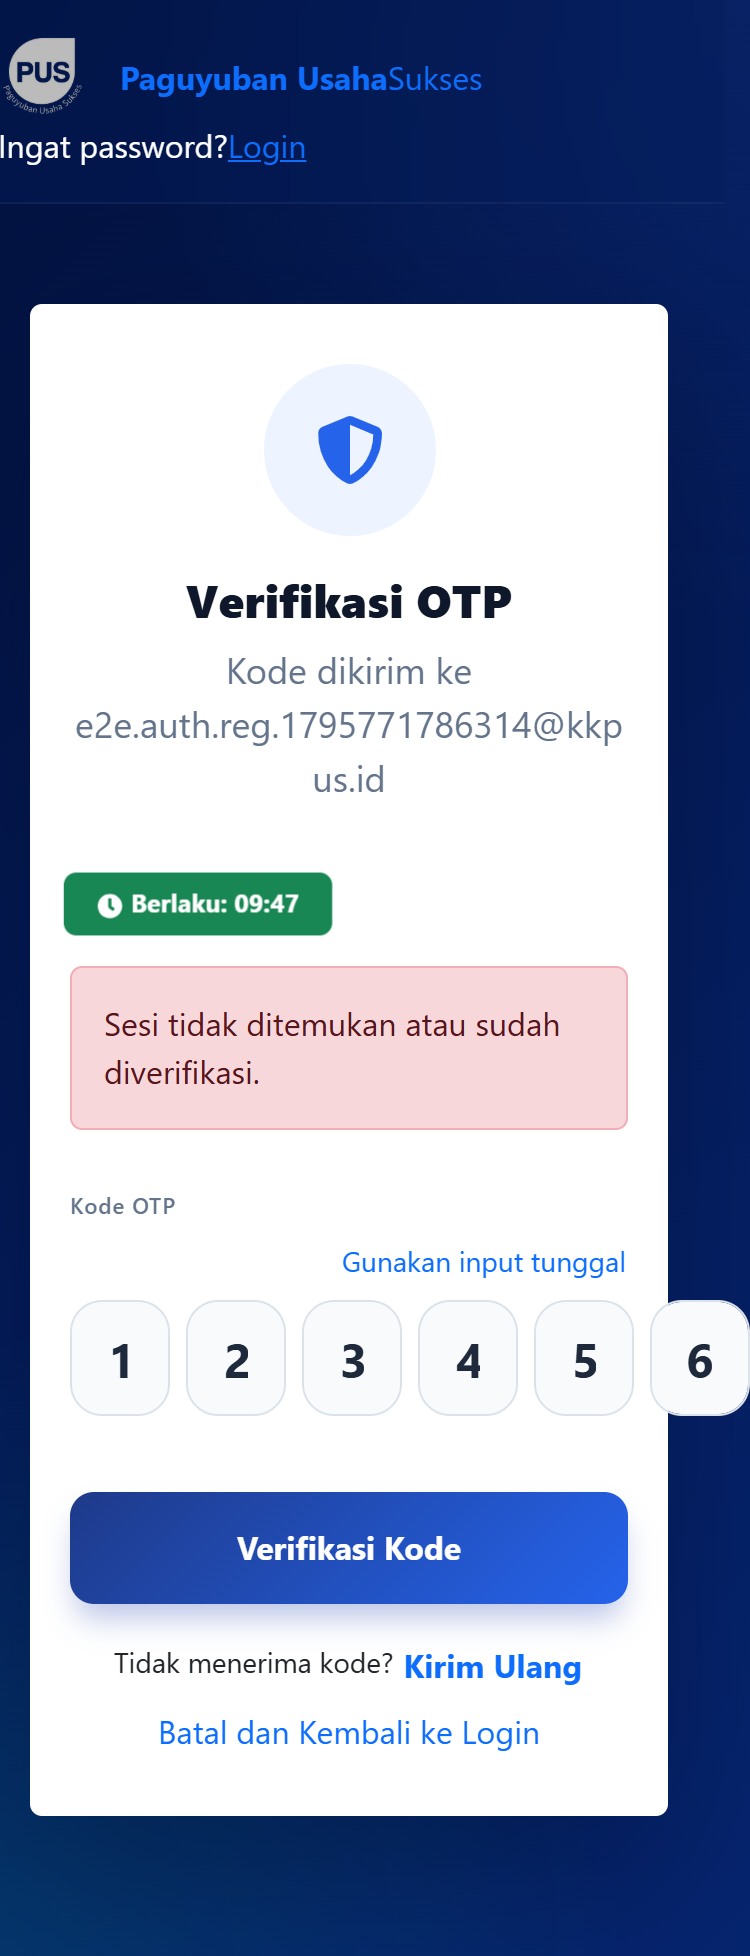 PUS
Paguyuban Usaha Sukses
Paguyuban UsahaSukses
Ingat password?Login
Verifikasi OTP
Kode dikirim ke
e2e.auth.reg.1795771786314@kkp
us.id
Berlaku: 09:47
Sesi tidak ditemukan atau sudah
diverifikasi.
Kode OTP
Gunakan input tunggal
1 2 3 4 5 6
Verifikasi Kode
Tidak menerima kode? Kirim Ulang
Batal dan Kembali ke Login